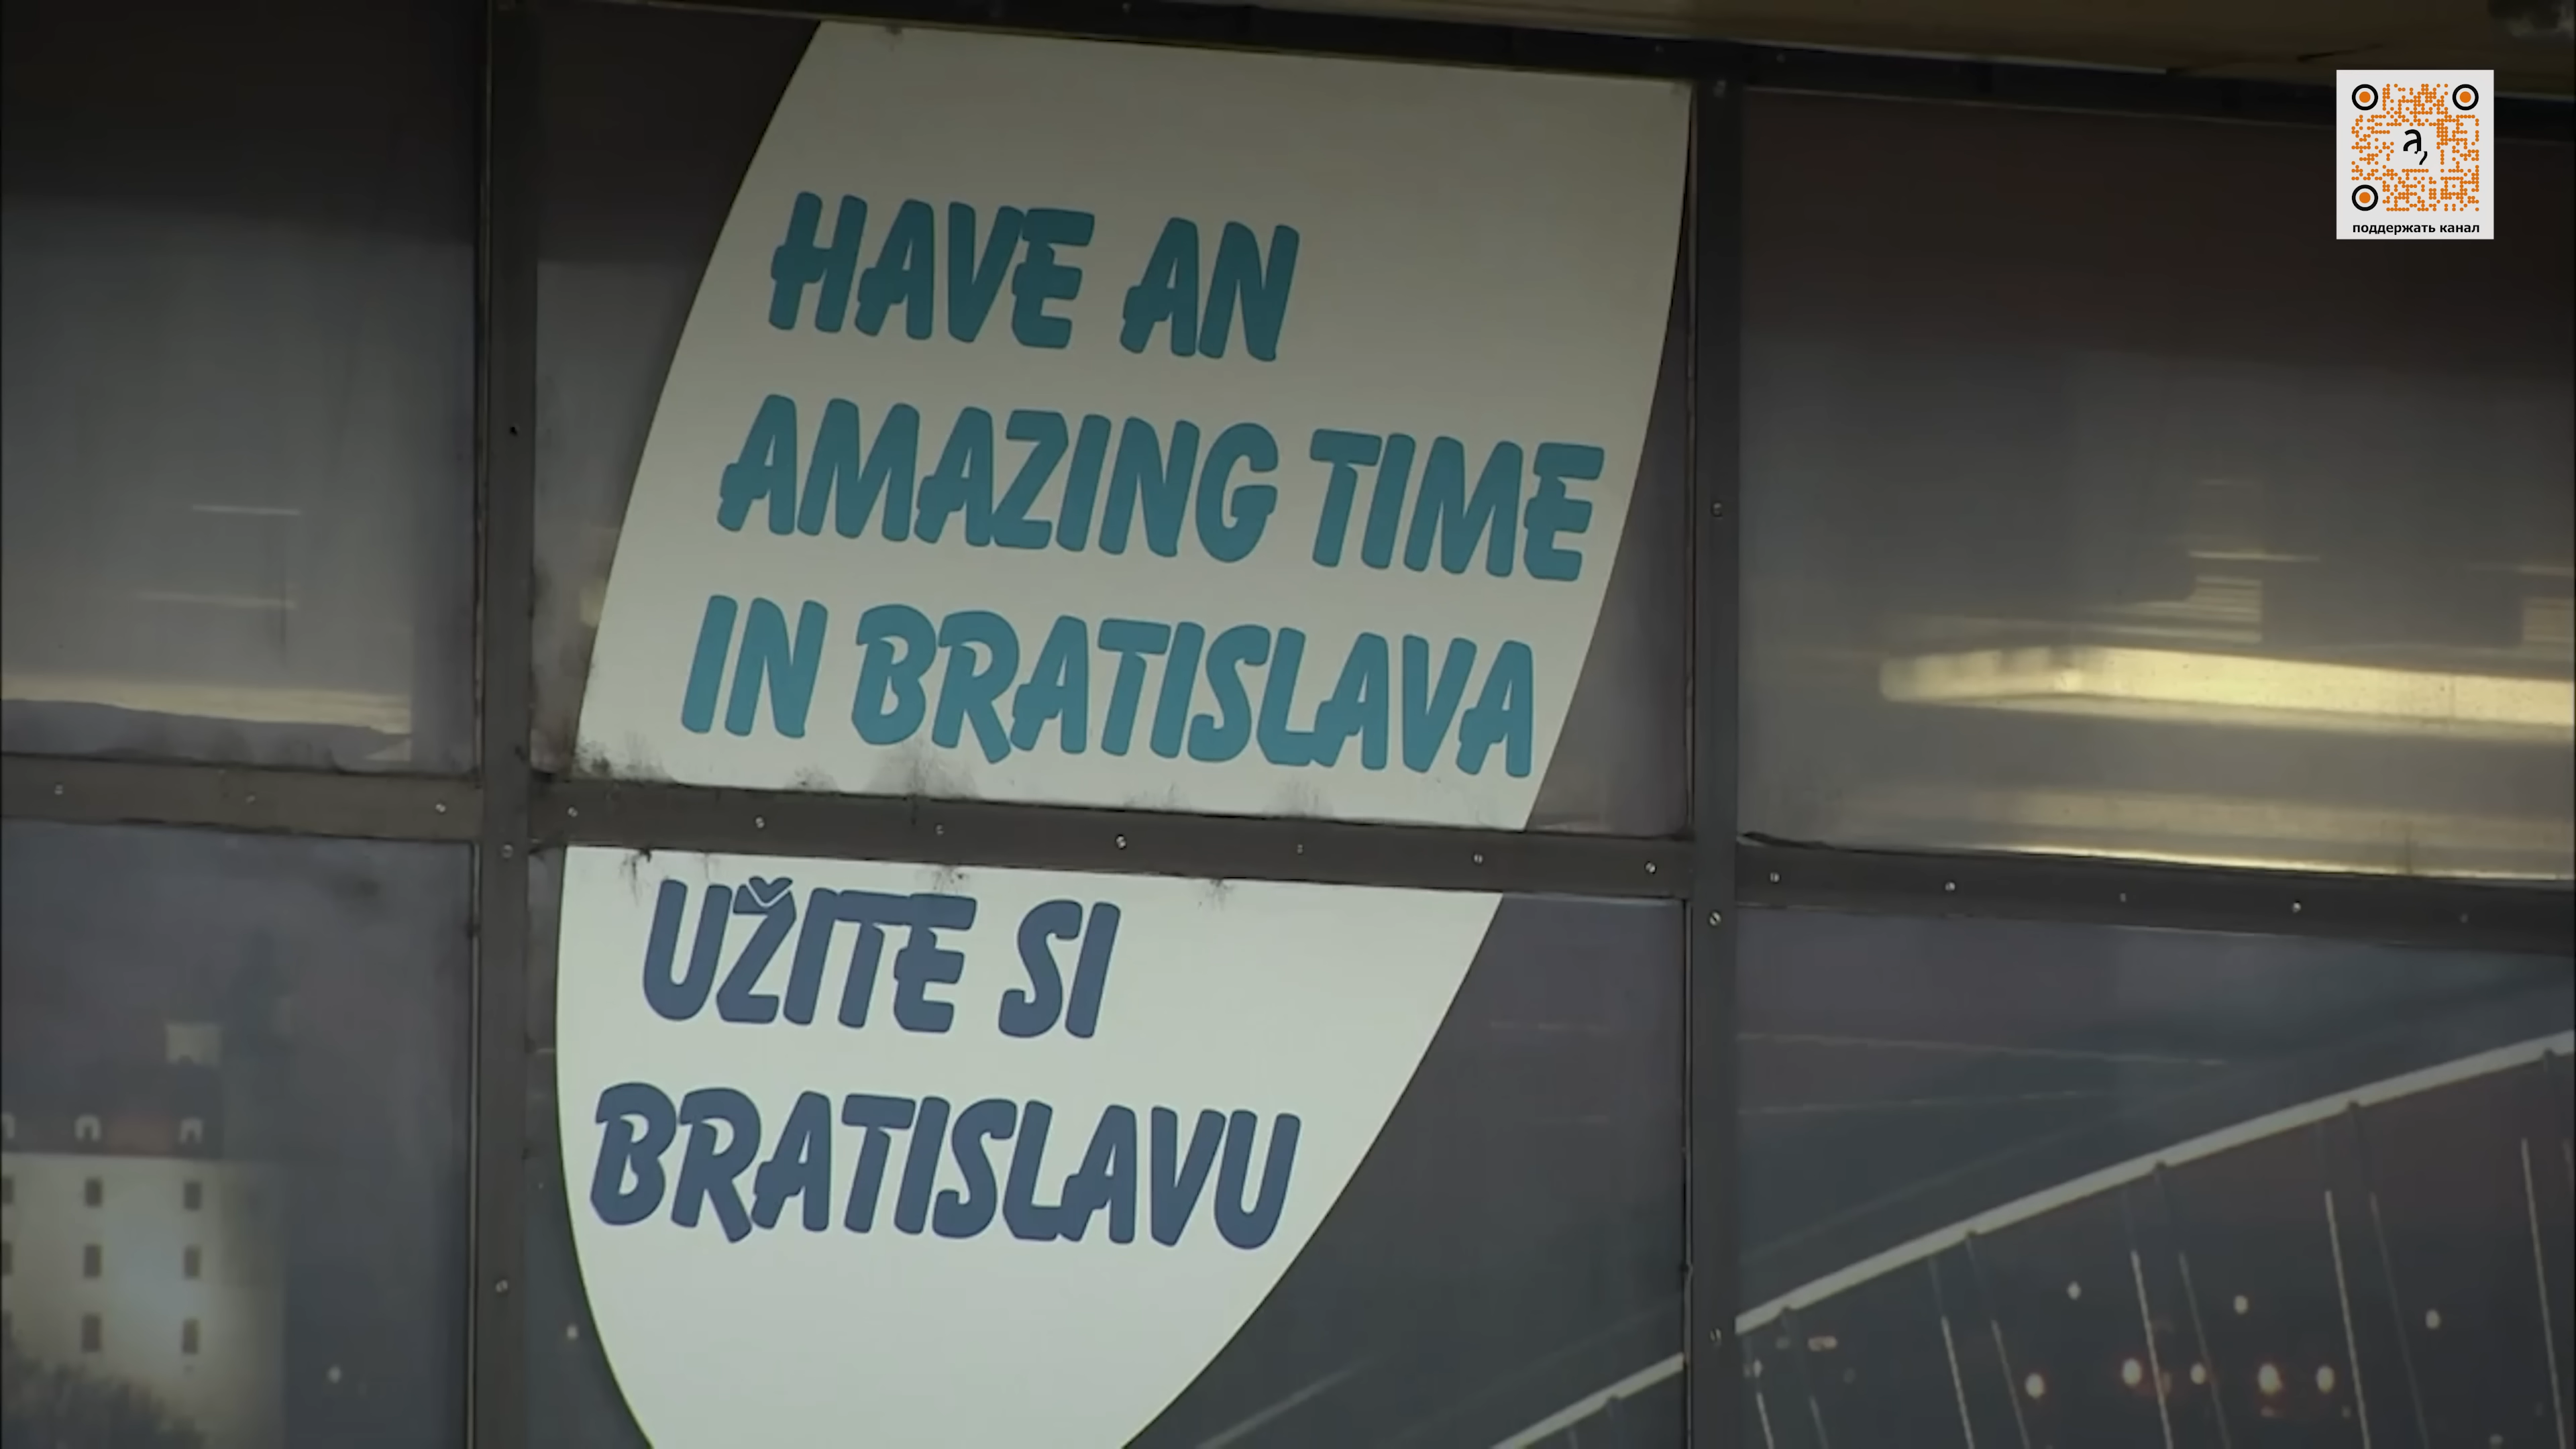 HAVE AN
AMAZING TIME
IN BRATISLAVA
UŽITE SI
BRATISLAVU
поддержать канал